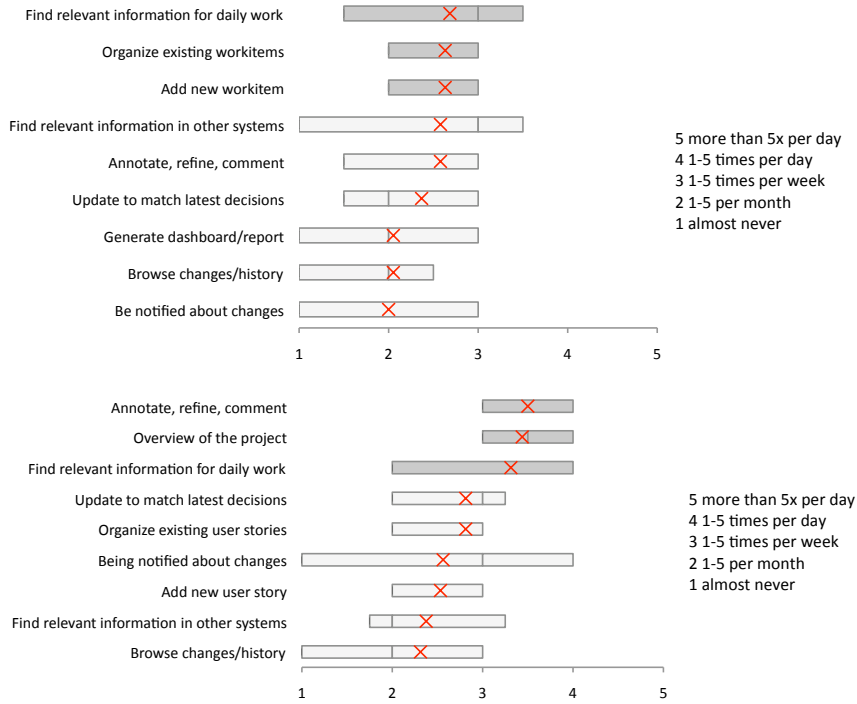 Find relevant information for daily work
Organize existing workitems
Add new workitem
Find relevant information in other systems
Annotate, refine, comment
Update to match latest decisions
Generate dashboard/report
Browse changes/history
Be notified about changes
1 2 3 4 5
5 more than 5x per day
4 1-5 times per day
3 1-5 times per week
2 1-5 per month
1 almost never
Annotate, refine, comment
Overview of the project
Find relevant information for daily work
Update to match latest decisions
Organize existing user stories
Being notified about changes
Add new user story
Find relevant information in other systems
Browse changes/history
1 2 3 4 5
5 more than 5x per day
4 1-5 times per day
3 1-5 times per week
2 1-5 per month
1 almost never